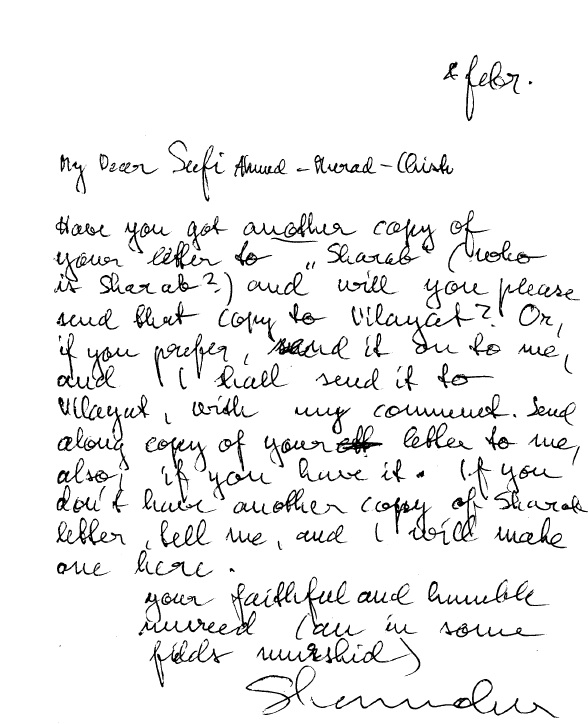 8 febr.
My Dear Sufi Ahmed - Murad - Chisti
Have you got another copy of
your letter to „Sharab" (who
is Sharab?) and will you please
send that copy to Vilayat? Or,
if you prefer, send it on to me,
and I shall send it to
Vilayat, with my comment. Send
along copy of your letter to me,
also, if you have it. If you
don't have another copy of Sharab
letter, tell me, and I will make
one here.
your faithful and humble
mureed (an in some
fields murshid)